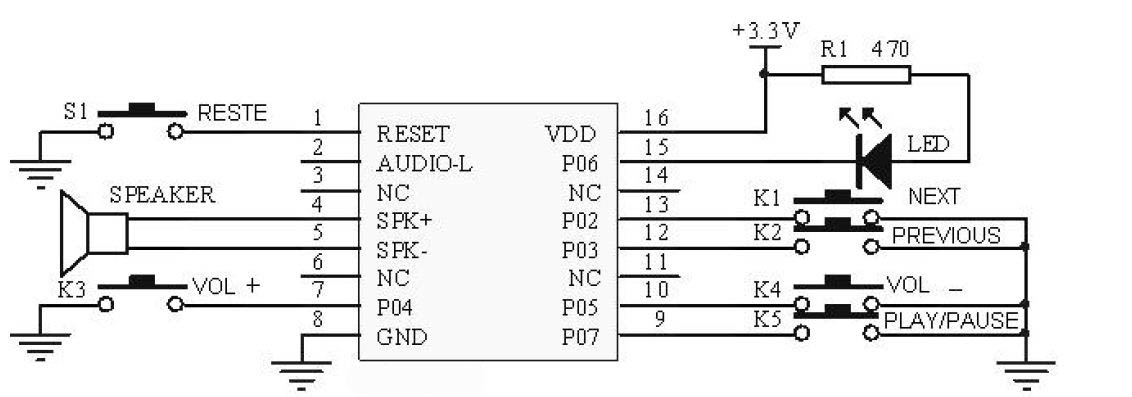 +3.3V
R1 470
S1 RESTE
1 RESET VDD 16
2 AUDIO-L P06 15 LED
3 NC NC 14
SPEAKER
4 SPK+ P02 13 K1 NEXT
5 SPK- P03 12 K2 PREVIOUS
6 NC NC 11
K3 VOL +
7 P04 P05 10 K4 VOL -
8 GND P07 9 K5 PLAY/PAUSE